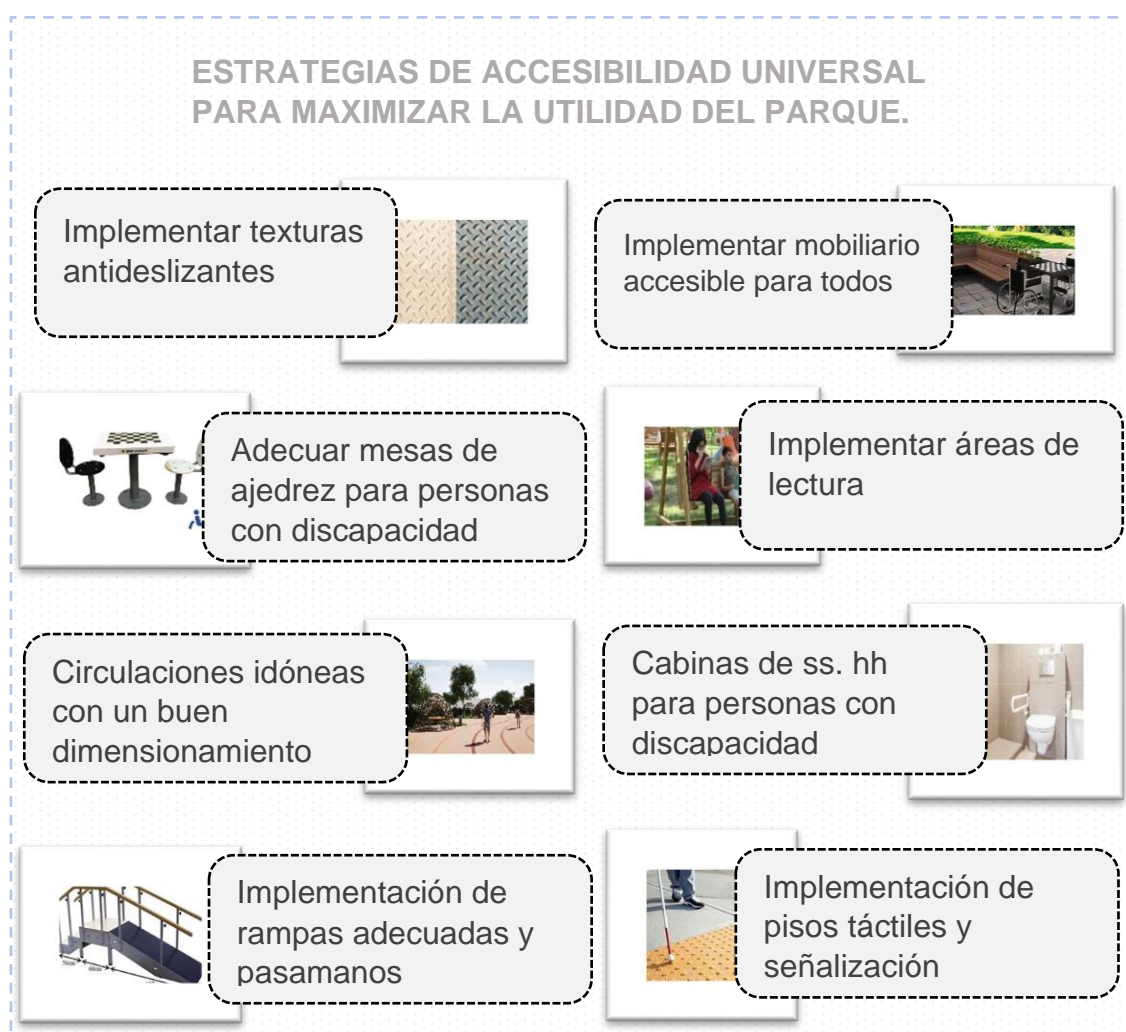 ESTRATEGIAS DE ACCESIBILIDAD UNIVERSAL
PARA MAXIMIZAR LA UTILIDAD DEL PARQUE.
Implementar texturas
antideslizantes
Implementar mobiliario
accesible para todos
Adecuar mesas de
ajedrez para personas
con discapacidad
Implementar áreas de
lectura
Circulaciones idóneas
con un buen
dimensionamiento
Cabinas de ss. hh
para personas con
discapacidad
Implementación de
rampas adecuadas y
pasamanos
Implementación de
pisos táctiles y
señalización